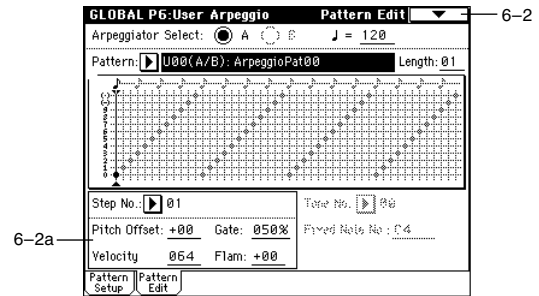 GLOBAL P6:User Arpeggio Pattern Edit
6–2
Arpeggiator Select: A B ♩ = 120
Pattern: U00(A/B): ArpeggioPat00 Length: 01
Step No.: 01
Tone No. 00
6–2a
Pitch Offset: +00 Gate: 050%
Fixed Note No.: C4
Velocity 064 Flam: +00
Pattern Setup
Pattern Edit